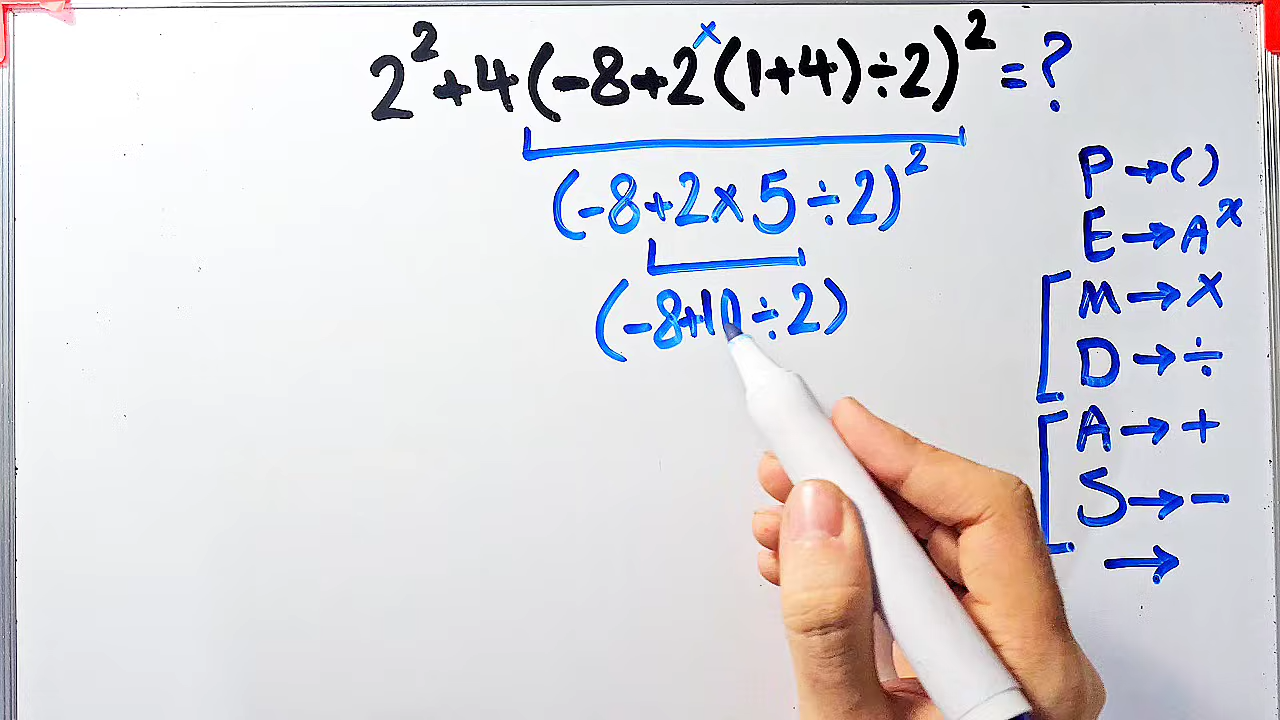 2² + 4(-8+2ˣ(1+4)÷2)² = ?
(-8+2×5÷2)²
(-8+10÷2)
P → ()
E → Aˣ
M → ×
D → ÷
A → +
S → -
→